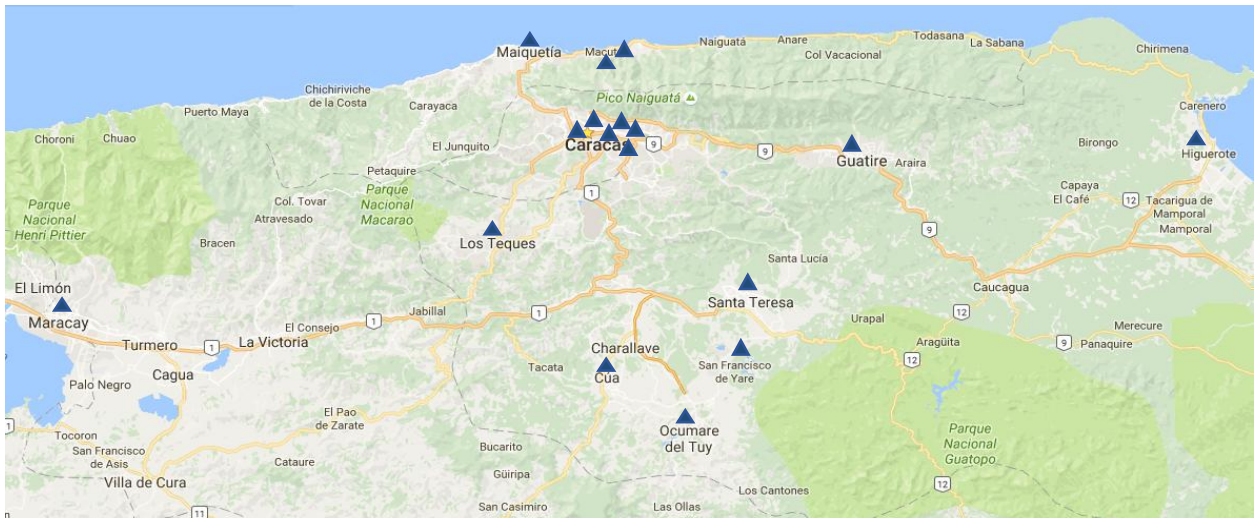 Maiquetía
Macuto
Naiguatá
Anare
Todasana
La Sabana
Col Vacacional
Chirimena
Chichiriviche
de la Costa
Carayaca
Pico Naiguatá
Carenero
Puerto Maya
Choroni
Chuao
El Junquito
Caracas
9
9
Guatire
Araira
Birongo
Higuerote
Petaquire
Parque
Nacional
Macarao
Col. Tovar
Atravesado
1
Capaya
El Café
12
Tacarigua de
Mamporal
Mamporal
Parque
Nacional
Henri Pittier
Bracen
Los Teques
9
Santa Lucía
Caucagua
El Limón
Maracay
Santa Teresa
Jabillal
1
El Consejo
1
La Victoria
1
Turmero
Cagua
Palo Negro
Urapal
12
Aragüita
9
Merecure
Panaquire
12
Charallave
Tacata
Cúa
San Francisco
de Yare
El Pao
de Zarate
Ocumare
del Tuy
Parque
Nacional
Guatopo
1
Tocoron
San Francisco
de Asis
Cataure
Villa de Cura
Bucarito
Güiripa
San Casimiro
Los Cantones
12
Las Ollas
11